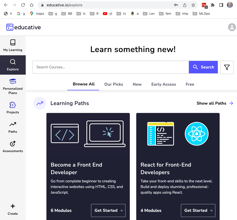 educative.io/explore
educative
My Learning
Explore
Personalized
Plans
Projects
Paths
Assessments
Create
Learn something new!
Search Courses...
Search
Browse All
Our Picks
New
Early Access
Free
Learning Paths
Show all Paths
Become a Front End
Developer
Go from complete beginner to creating
interactive websites using HTML, CSS, and
JavaScript.
6 Modules
Get Started
React for Front-End
Developers
Take your front-end skills to the next level.
Build and deploy stunning, professional-
quality apps using React.
4 Modules
Get Started